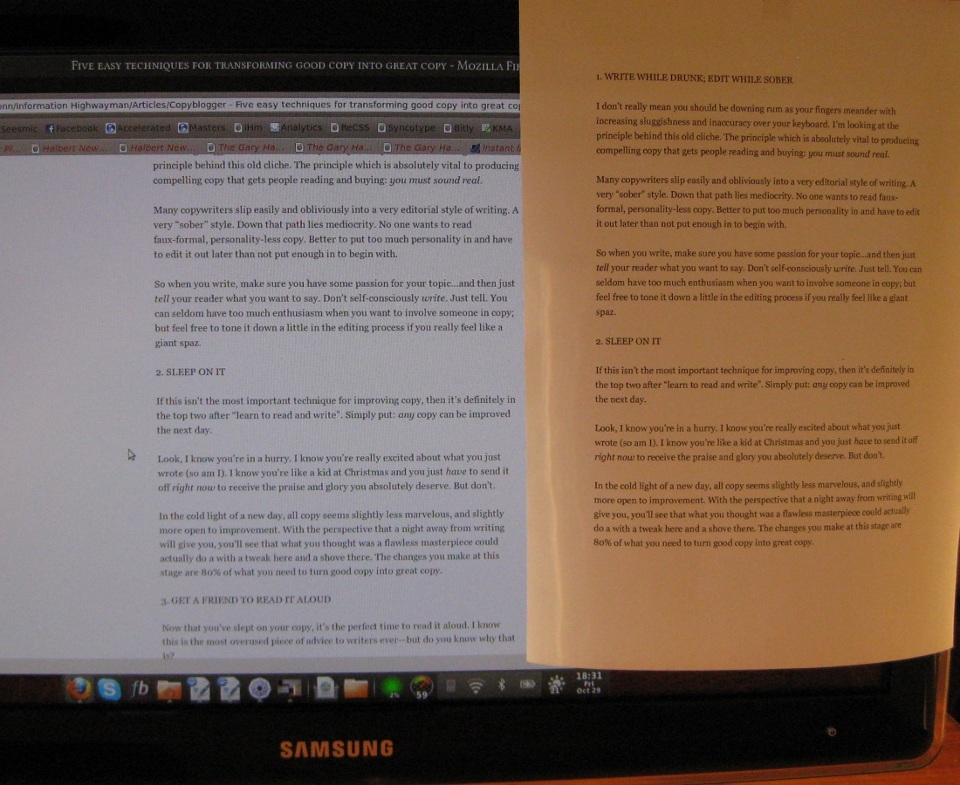 FIVE EASY TECHNIQUES FOR TRANSFORMING GOOD COPY INTO GREAT COPY - MOZILLA
nn/Information Highwayman/Articles/Copyblogger - Five easy techniques for transforming good copy into great
Seesmic Facebook Accelerated Masters iHm Analytics MeCSS Syncotype Bitly KMA
Halbert New... Halbert New... The Gary Ha... The Gary Ha... The Gary Ha... Instant
principle behind this old cliche. The principle which is absolutely vital to producing
compelling copy that gets people reading and buying: you must sound real.
Many copywriters slip easily and obliviously into a very editorial style of writing. A
very “sober” style. Down that path lies mediocrity. No one wants to read
faux-formal, personality-less copy. Better to put too much personality in and have
to edit it out later than not put enough in to begin with.
So when you write, make sure you have some passion for your topic...and then just
tell your reader what you want to say. Don't self-consciously write. Just tell. You
can seldom have too much enthusiasm when you want to involve someone in copy;
but feel free to tone it down a little in the editing process if you really feel like a
giant spaz.
2. SLEEP ON IT
If this isn't the most important technique for improving copy, then it's definitely in
the top two after “learn to read and write”. Simply put: any copy can be improved
the next day.
Look, I know you're in a hurry. I know you're really excited about what you just
wrote (so am I). I know you're like a kid at Christmas and you just have to send it
off right now to receive the praise and glory you absolutely deserve. But don't.
In the cold light of a new day, all copy seems slightly less marvelous, and slightly
more open to improvement. With the perspective that a night away from writing
will give you, you'll see that what you thought was a flawless masterpiece could
actually do a with a tweak here and a shove there. The changes you make at this
stage are 80% of what you need to turn good copy into great copy.
3. GET A FRIEND TO READ IT ALOUD
Now that you've slept on your copy, it's the perfect time to read it aloud. I know
this is the most overused piece of advice to writers ever—but do you know why that
is?
fb
59
21°
18:31
Fri
Oct 29
SAMSUNG
1. WRITE WHILE DRUNK; EDIT WHILE SOBER
I don't really mean you should be downing rum as your fingers meander with
increasing sluggishness and inaccuracy over your keyboard. I'm looking at the
principle behind this old cliche. The principle which is absolutely vital to producing
compelling copy that gets people reading and buying: you must sound real.
Many copywriters slip easily and obliviously into a very editorial style of writing. A
very “sober” style. Down that path lies mediocrity. No one wants to read faux-
formal, personality-less copy. Better to put too much personality in and have to edit
it out later than not put enough in to begin with.
So when you write, make sure you have some passion for your topic...and then just
tell your reader what you want to say. Don't self-consciously write. Just tell. You can
seldom have too much enthusiasm when you want to involve someone in copy; but
feel free to tone it down a little in the editing process if you really feel like a giant
spaz.
2. SLEEP ON IT
If this isn't the most important technique for improving copy, then it's definitely in
the top two after “learn to read and write”. Simply put: any copy can be improved
the next day.
Look, I know you're in a hurry. I know you're really excited about what you just
wrote (so am I). I know you're like a kid at Christmas and you just have to send it off
right now to receive the praise and glory you absolutely deserve. But don't.
In the cold light of a new day, all copy seems slightly less marvelous, and slightly
more open to improvement. With the perspective that a night away from writing will
give you, you'll see that what you thought was a flawless masterpiece could actually
do a with a tweak here and a shove there. The changes you make at this stage are
80% of what you need to turn good copy into great copy.